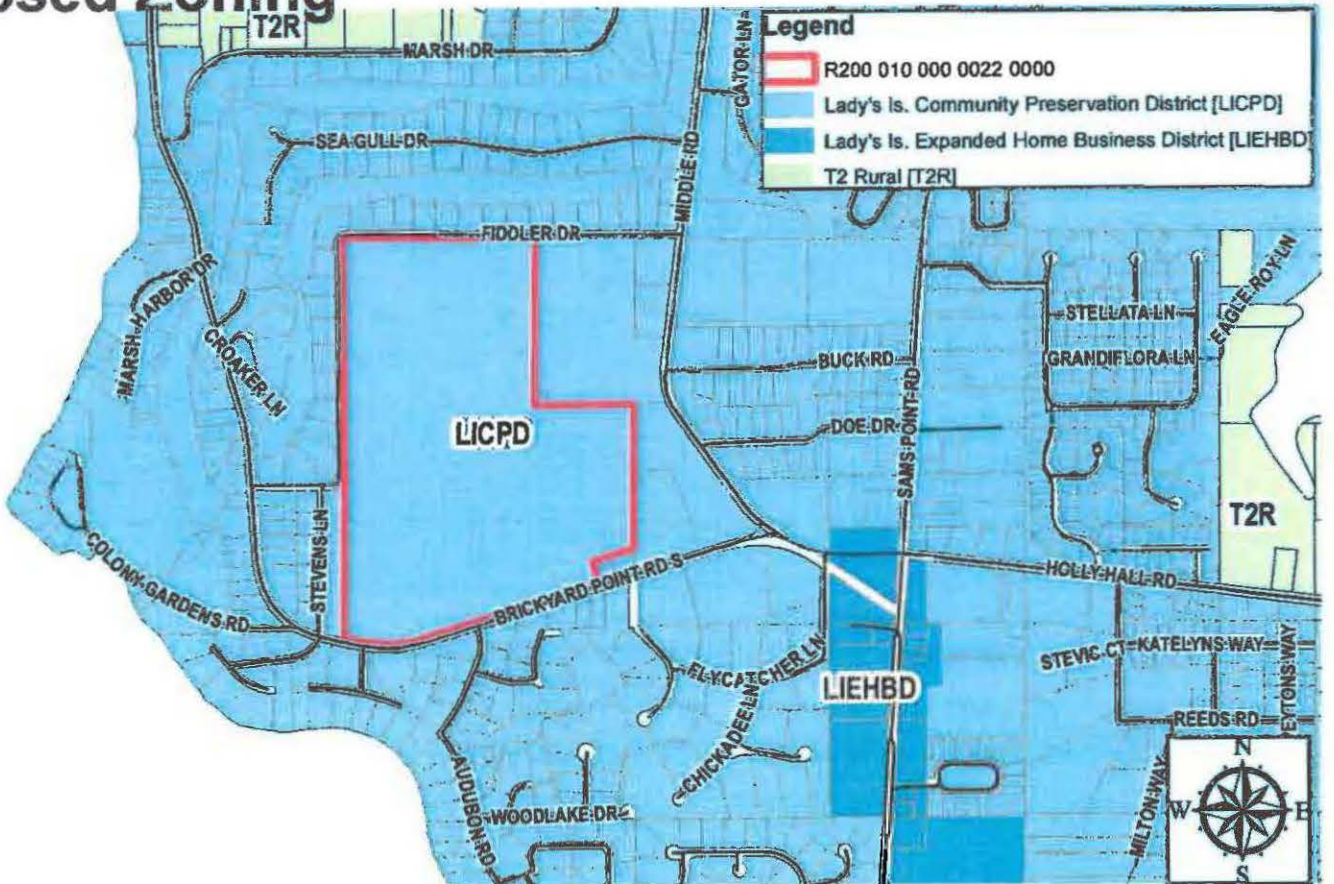 Zoning
Legend
R200 010 000 0022 0000
Lady's Is. Community Preservation District [LICPD]
Lady's Is. Expanded Home Business District [LIEHBD]
T2 Rural [T2R]
T2R
MARSH DR
GATOR LN
SEA GULL DR
MIDDLE RD
FIDDLER DR
MARSH HARBOR DR
CROAKER LN
EAGLE ROY LN
STELLATA LN
BUCK RD
GRANDIFLORA LN
LICPD
DOE DR
SAMS POINT RD
T2R
STEVENS LN
COLONY GARDENS RD
BRICKYARD POINT RD S
HOLLY HALL RD
FLYCATCHER LN
STEVIC CT
KATELYNS WAY
LIEHBD
CHICKADEE LN
REEDS RD
AUDUBON RD
WOODLAKE DR
MILTON WAY
N
W
E
S